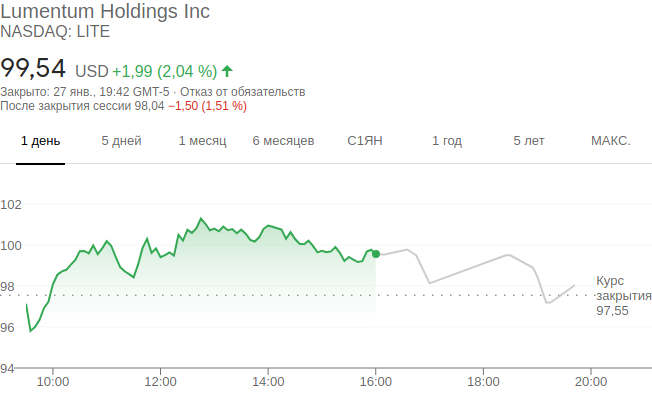 Lumentum Holdings Inc
NASDAQ: LITE
99,54 USD +1,99 (2,04 %)
Закрыто: 27 янв., 19:42 GMT-5 · Отказ от обязательств
После закрытия сессии 98,04 −1,50 (1,51 %)
1 день 5 дней 1 месяц 6 месяцев С1ЯН 1 год 5 лет МАКС.
102
100
98
96
94
Курс
закрытия
97,55
10:00 12:00 14:00 16:00 18:00 20:00